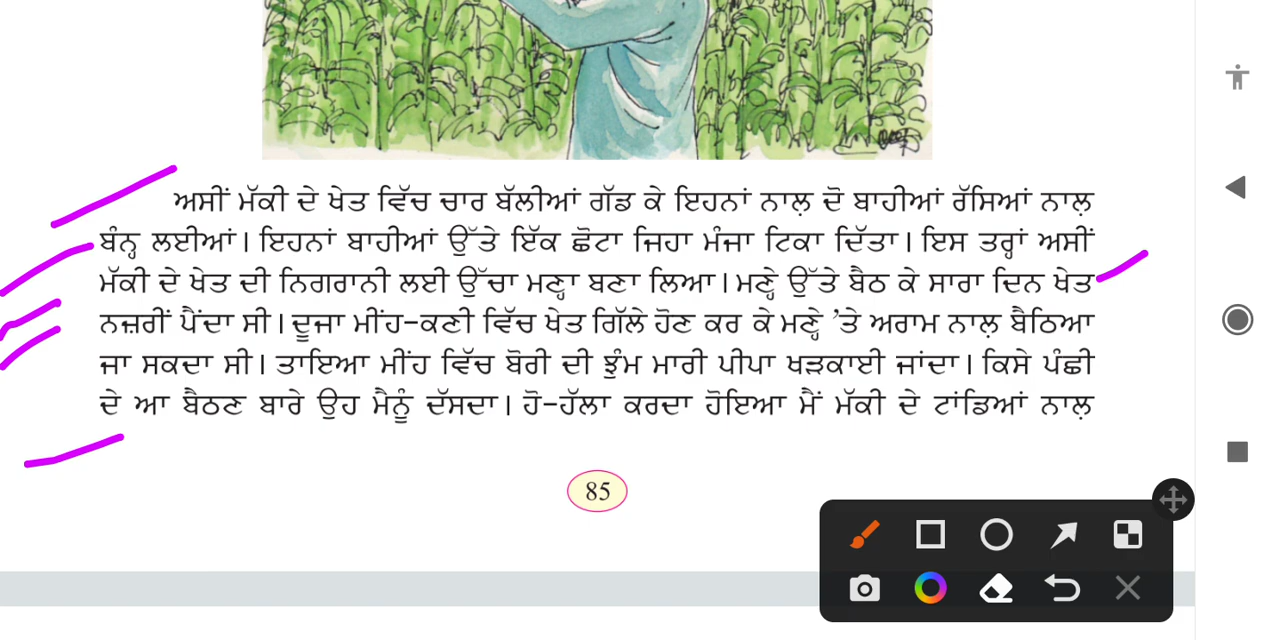 ਅਸੀਂ ਮੱਕੀ ਦੇ ਖੇਤ ਵਿੱਚ ਚਾਰ ਬੱਲੀਆਂ ਗੱਡ ਕੇ ਇਹਨਾਂ ਨਾਲ਼ ਦੋ ਬਾਹੀਆਂ ਰੱਸਿਆਂ ਨਾਲ਼
ਬੰਨ੍ਹ ਲਈਆਂ। ਇਹਨਾਂ ਬਾਹੀਆਂ ਉੱਤੇ ਇੱਕ ਛੋਟਾ ਜਿਹਾ ਮੰਜਾ ਟਿਕਾ ਦਿੱਤਾ। ਇਸ ਤਰ੍ਹਾਂ ਅਸੀਂ
ਮੱਕੀ ਦੇ ਖੇਤ ਦੀ ਨਿਗਰਾਨੀ ਲਈ ਉੱਚਾ ਮਣ੍ਹਾ ਬਣਾ ਲਿਆ। ਮਣ੍ਹੇ ਉੱਤੇ ਬੈਠ ਕੇ ਸਾਰਾ ਦਿਨ ਖੇਤ
ਨਜ਼ਰੀਂ ਪੈਂਦਾ ਸੀ। ਦੂਜਾ ਮੀਂਹ-ਕਣੀ ਵਿੱਚ ਖੇਤ ਗਿੱਲੇ ਹੋਣ ਕਰ ਕੇ ਮਣ੍ਹੇ ’ਤੇ ਅਰਾਮ ਨਾਲ਼ ਬੈਠਿਆ
ਜਾ ਸਕਦਾ ਸੀ। ਤਾਇਆ ਮੀਂਹ ਵਿੱਚ ਬੋਰੀ ਦੀ ਝੁੰਮ ਮਾਰੀ ਪੀਪਾ ਖੜਕਾਈ ਜਾਂਦਾ। ਕਿਸੇ ਪੰਛੀ
ਦੇ ਆ ਬੈਠਣ ਬਾਰੇ ਉਹ ਮੈਨੂੰ ਦੱਸਦਾ। ਹੋ-ਹੱਲਾ ਕਰਦਾ ਹੋਇਆ ਮੈਂ ਮੱਕੀ ਦੇ ਟਾਂਡਿਆਂ ਨਾਲ਼
85